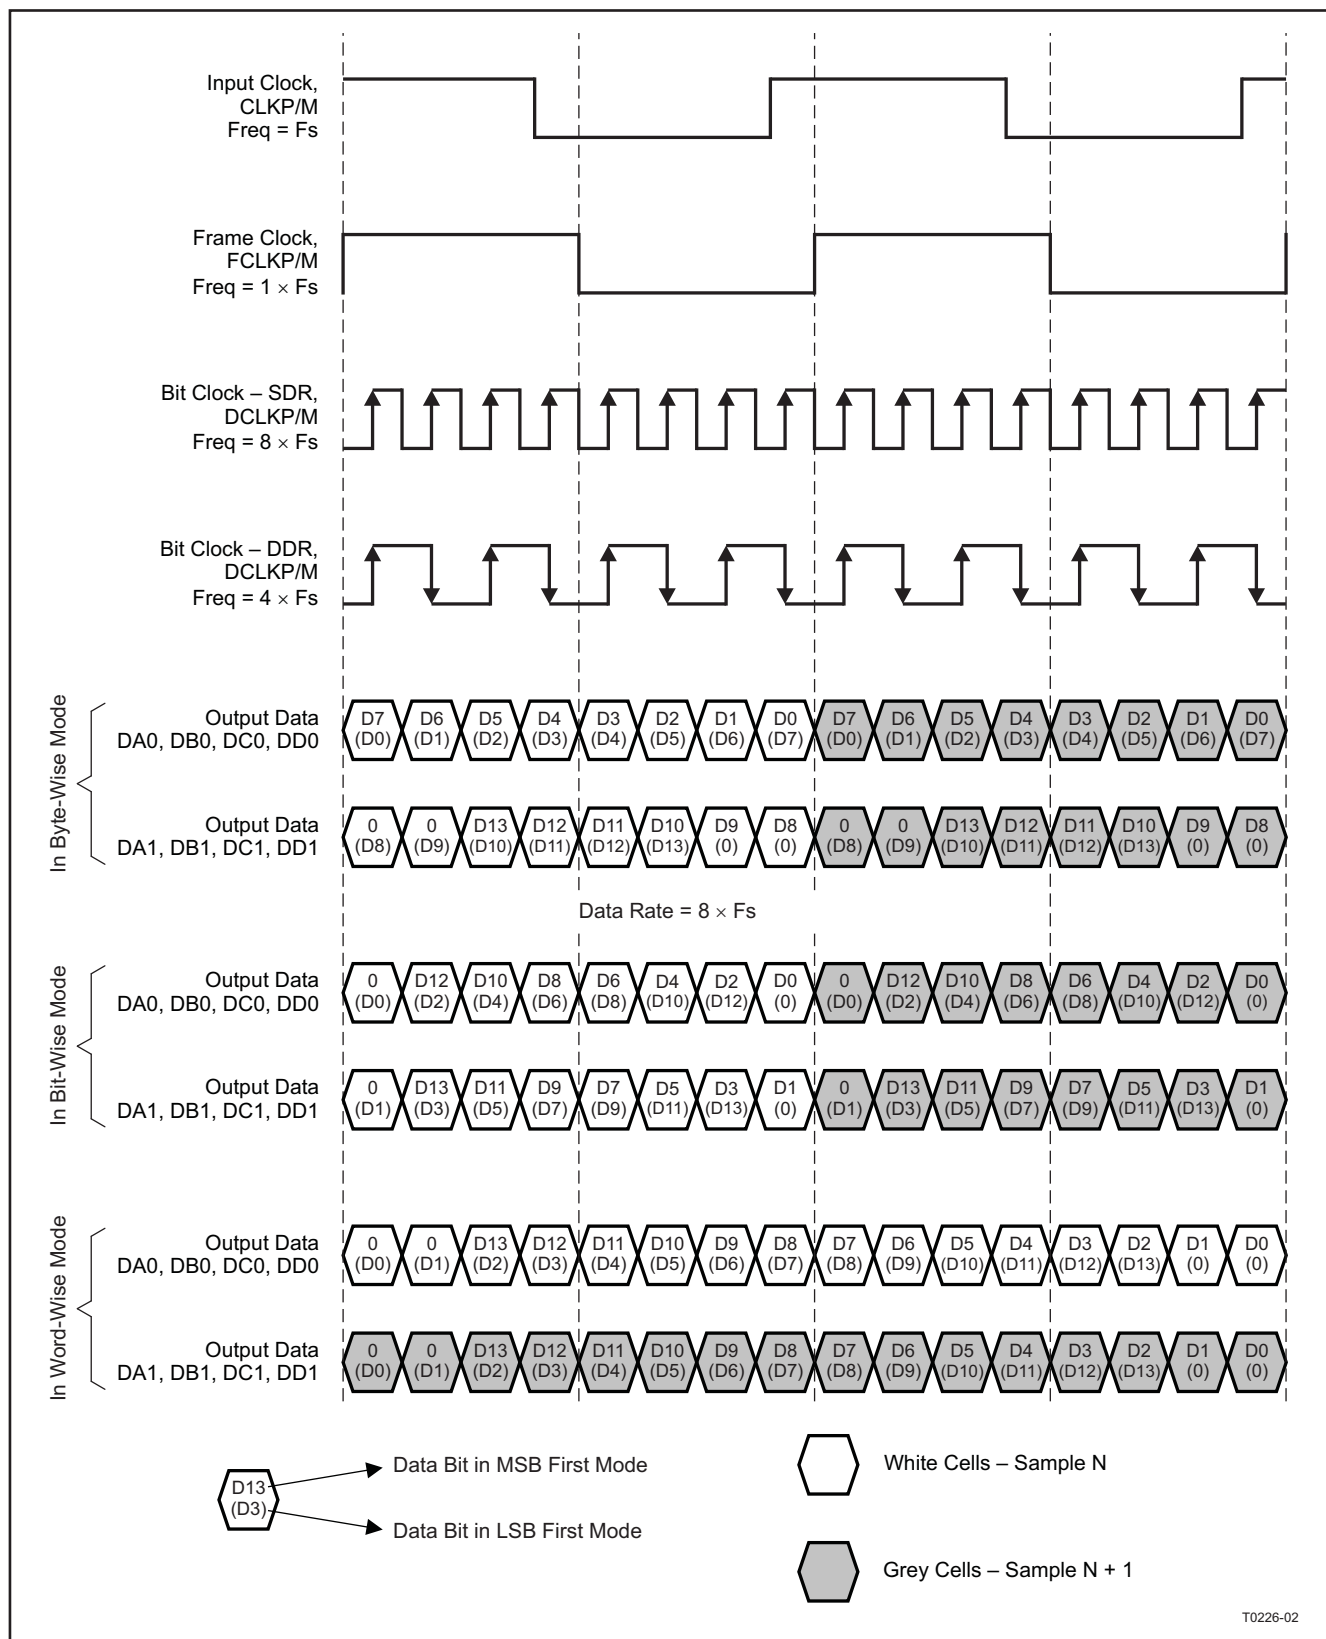 Input Clock,
CLKP/M
Freq = Fs
Frame Clock,
FCLKP/M
Freq = 1 × Fs
Bit Clock – SDR,
DCLKP/M
Freq = 8 × Fs
Bit Clock – DDR,
DCLKP/M
Freq = 4 × Fs
In Byte-Wise Mode
Output Data
DA0, DB0, DC0, DD0
D7 D6 D5 D4 D3 D2 D1 D0 D7 D6 D5 D4 D3 D2 D1 D0
(D0) (D1) (D2) (D3) (D4) (D5) (D6) (D7) (D0) (D1) (D2) (D3) (D4) (D5) (D6) (D7)
Output Data
DA1, DB1, DC1, DD1
0 0 D13 D12 D11 D10 D9 D8 0 0 D13 D12 D11 D10 D9 D8
(D8) (D9) (D10) (D11) (D12) (D13) (0) (0) (D8) (D9) (D10) (D11) (D12) (D13) (0) (0)
Data Rate = 8 × Fs
In Bit-Wise Mode
Output Data
DA0, DB0, DC0, DD0
0 D12 D10 D8 D6 D4 D2 D0 0 D12 D10 D8 D6 D4 D2 D0
(D0) (D2) (D4) (D6) (D8) (D10) (D12) (0) (D0) (D2) (D4) (D6) (D8) (D10) (D12) (0)
Output Data
DA1, DB1, DC1, DD1
0 D13 D11 D9 D7 D5 D3 D1 0 D13 D11 D9 D7 D5 D3 D1
(D1) (D3) (D5) (D7) (D9) (D11) (D13) (0) (D1) (D3) (D5) (D7) (D9) (D11) (D13) (0)
In Word-Wise Mode
Output Data
DA0, DB0, DC0, DD0
0 0 D13 D12 D11 D10 D9 D8 D7 D6 D5 D4 D3 D2 D1 D0
(D0) (D1) (D2) (D3) (D4) (D5) (D6) (D7) (D8) (D9) (D10) (D11) (D12) (D13) (0) (0)
Output Data
DA1, DB1, DC1, DD1
0 0 D13 D12 D11 D10 D9 D8 D7 D6 D5 D4 D3 D2 D1 D0
(D0) (D1) (D2) (D3) (D4) (D5) (D6) (D7) (D8) (D9) (D10) (D11) (D12) (D13) (0) (0)
D13
(D3)
Data Bit in MSB First Mode
Data Bit in LSB First Mode
White Cells – Sample N
Grey Cells – Sample N + 1
T0226-02